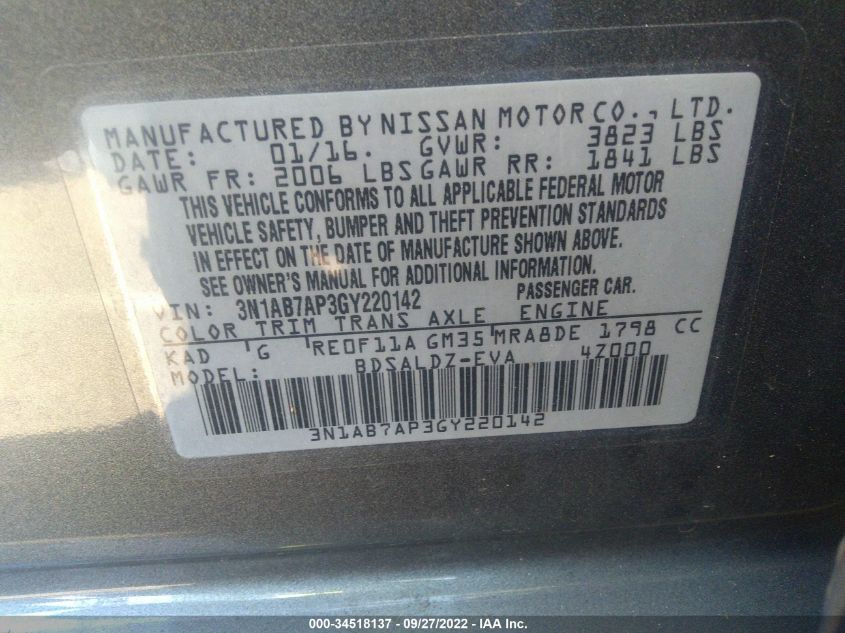 MANUFACTURED BY NISSAN MOTOR CO., LTD.
DATE: 01/16. GVWR: 3823 LBS
GAWR FR: 2006 LBS GAWR RR: 1841 LBS
THIS VEHICLE CONFORMS TO ALL APPLICABLE FEDERAL MOTOR
VEHICLE SAFETY, BUMPER AND THEFT PREVENTION STANDARDS
IN EFFECT ON THE DATE OF MANUFACTURE SHOWN ABOVE.
SEE OWNER'S MANUAL FOR ADDITIONAL INFORMATION.
VIN: 3N1AB7AP3GY220142 PASSENGER CAR.
COLOR TRIM TRANS AXLE ENGINE
KAD G RE0F11A GM35 MRA8DE 1798 CC
MODEL: BDSALDZ-EVA 4Z000
3N1AB7AP3GY220142
000-34518137 - 09/27/2022 - IAA Inc.